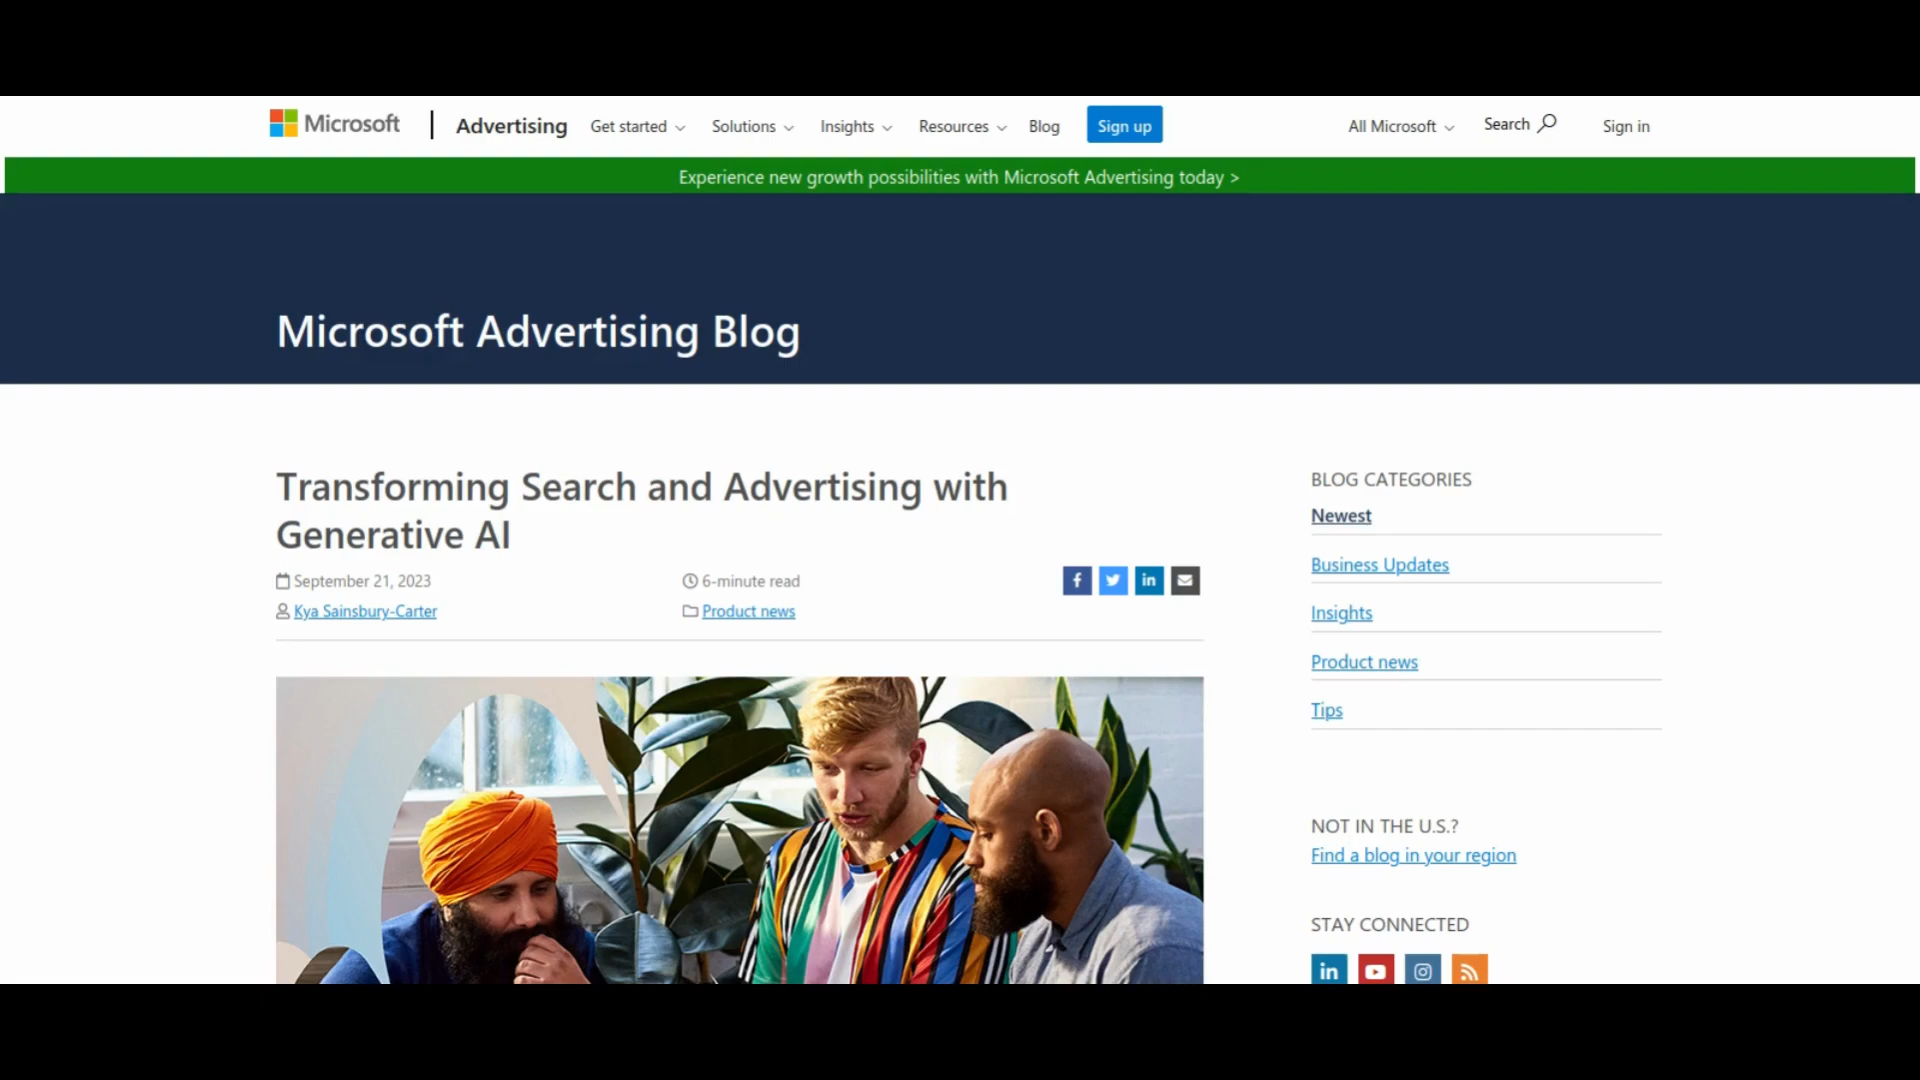 Microsoft
Advertising
Get started
Solutions
Insights
Resources
Blog
Sign up
All Microsoft
Search
Sign in
Experience new growth possibilities with Microsoft Advertising today >
Microsoft Advertising Blog
Transforming Search and Advertising with
Generative AI
September 21, 2023
6-minute read
Kya Sainsbury-Carter
Product news
BLOG CATEGORIES
Newest
Business Updates
Insights
Product news
Tips
NOT IN THE U.S.?
Find a blog in your region
STAY CONNECTED